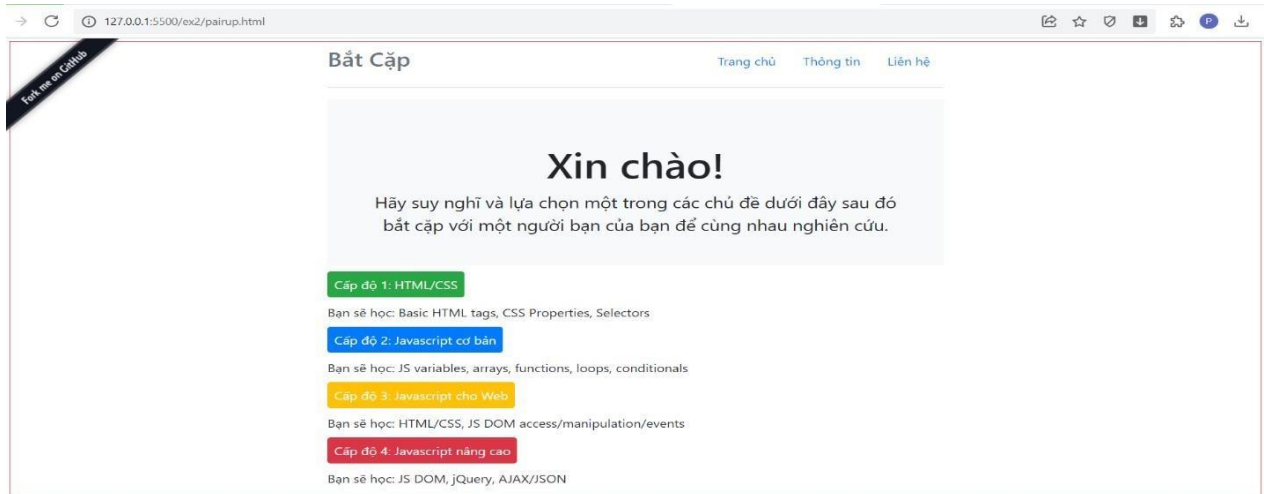 127.0.0.1:5500/ex2/pairup.html
P
Fork me on GitHub
Bắt Cặp
Trang chủ Thông tin Liên hệ
Xin chào!
Hãy suy nghĩ và lựa chọn một trong các chủ đề dưới đây sau đó
bắt cặp với một người bạn của bạn để cùng nhau nghiên cứu.
Cấp độ 1: HTML/CSS
Bạn sẽ học: Basic HTML tags, CSS Properties, Selectors
Cấp độ 2: Javascript cơ bản
Bạn sẽ học: JS variables, arrays, functions, loops, conditionals
Cấp độ 3: Javascript cho Web
Bạn sẽ học: HTML/CSS, JS DOM access/manipulation/events
Cấp độ 4: Javascript nâng cao
Bạn sẽ học: JS DOM, jQuery, AJAX/JSON